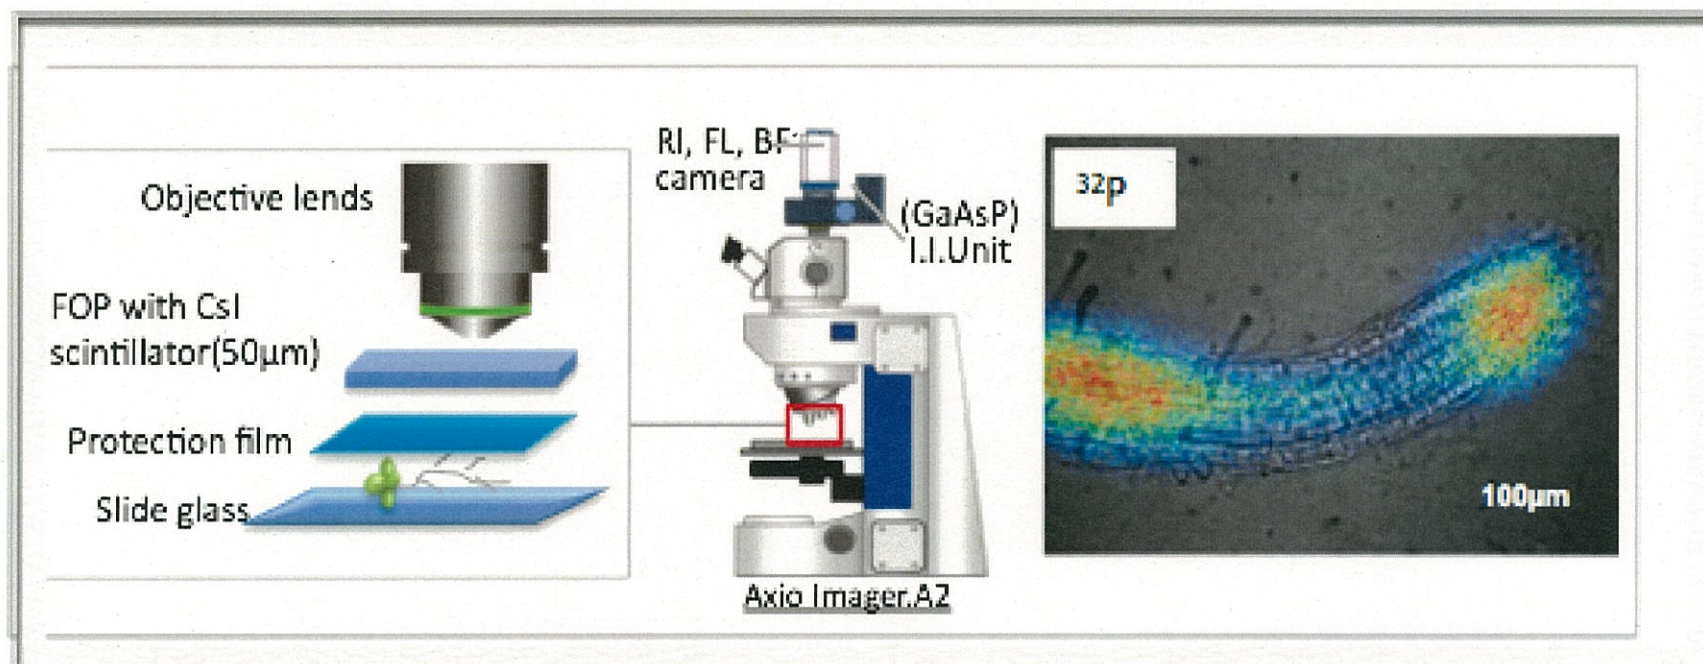 Objective lends
FOP with CsI
scintillator(50µm)
Protection film
Slide glass
RI, FL, BF
camera
(GaAsP)
I.I.Unit
Axio Imager.A2
32p
100µm